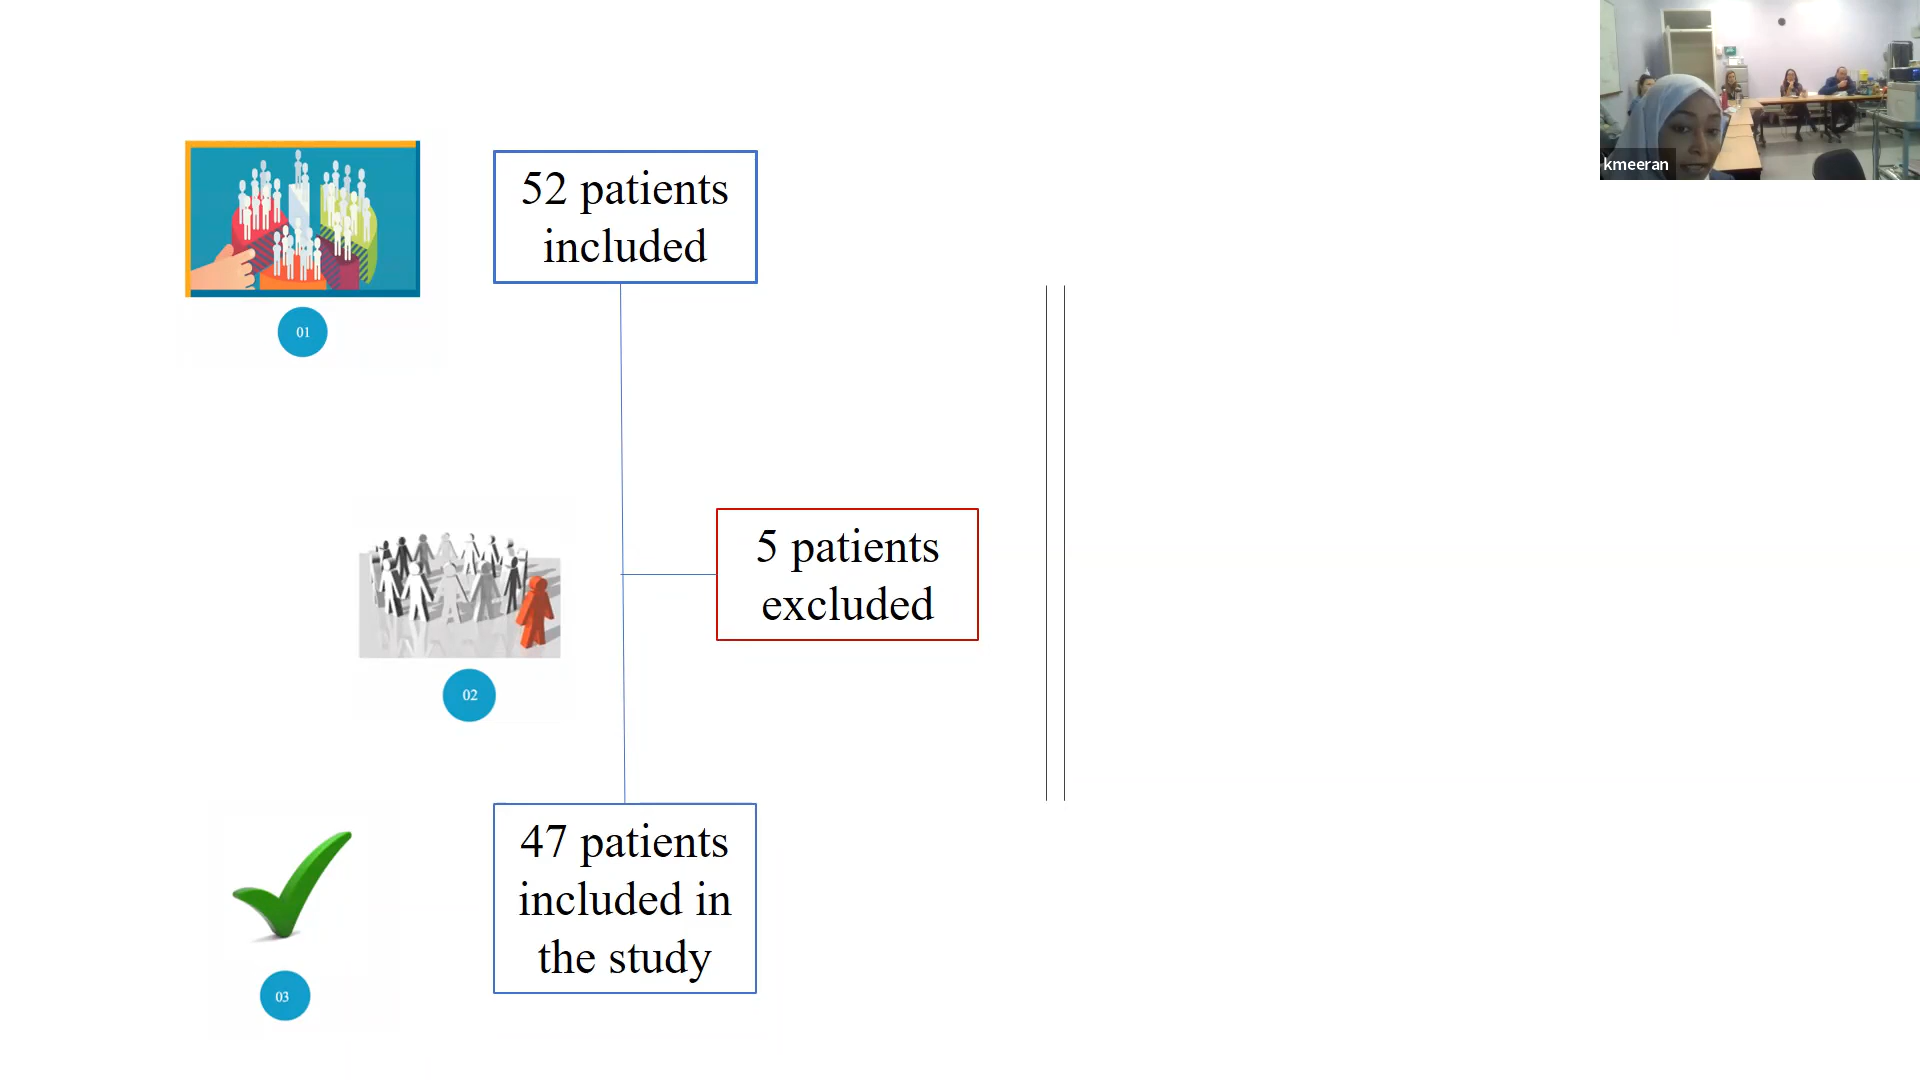 kmeeran
52 patients
included
01
5 patients
excluded
02
47 patients
included in
the study
03